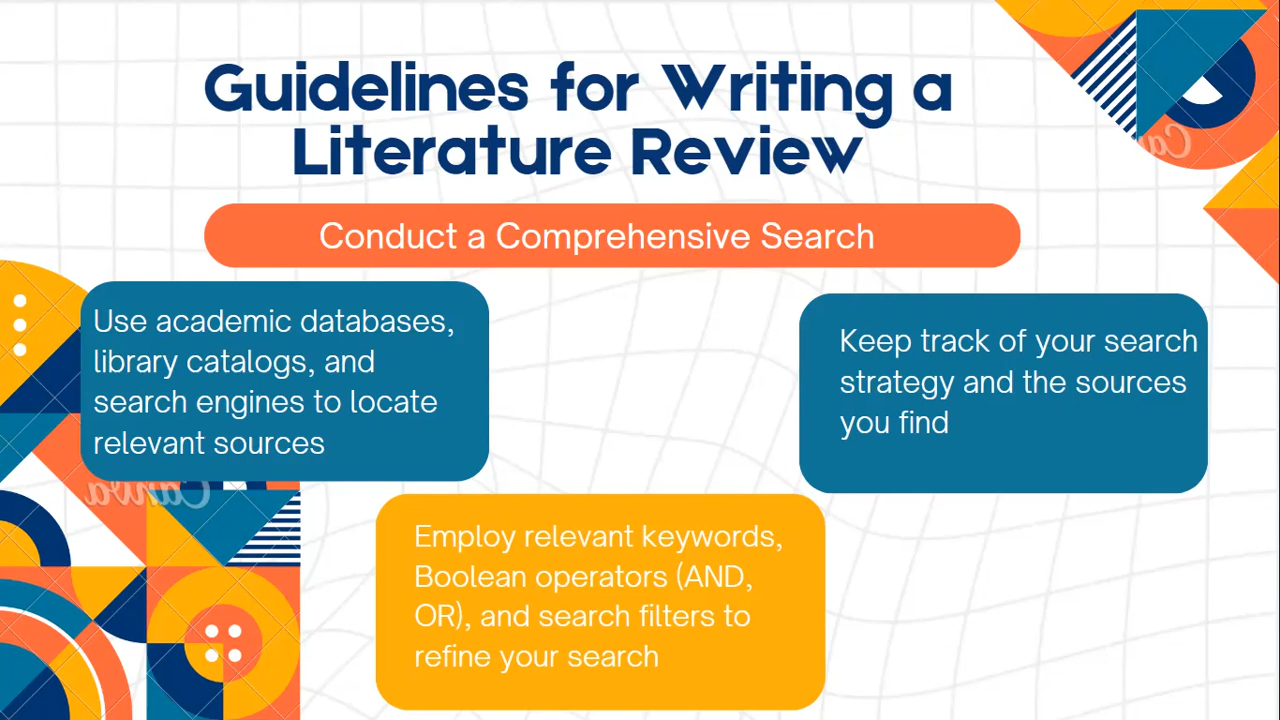 Guidelines for Writing a
Literature Review
Conduct a Comprehensive Search
Use academic databases,
library catalogs, and
search engines to locate
relevant sources
Keep track of your search
strategy and the sources
you find
Employ relevant keywords,
Boolean operators (AND,
OR), and search filters to
refine your search
Canva
Ca